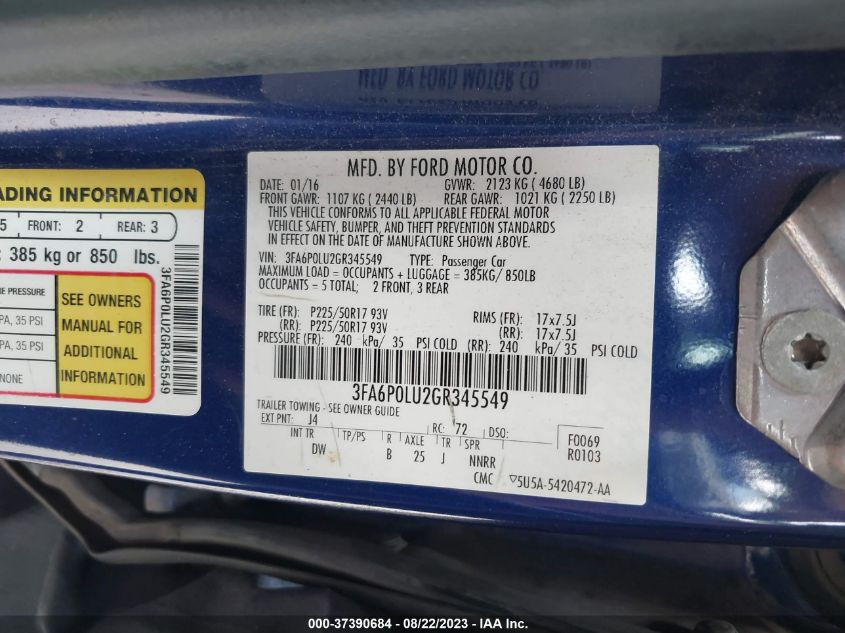 MFD. BY FORD MOTOR CO.
ADING INFORMATION
5 FRONT: 2 REAR: 3
: 385 kg or 850 lbs.
E PRESSURE
PA, 35 PSI
PA, 35 PSI
NONE
SEE OWNERS
MANUAL FOR
ADDITIONAL
INFORMATION
3FA6P0LU2GR345549
MFD. BY FORD MOTOR CO.
DATE: 01/16 GVWR: 2123 KG ( 4680 LB)
FRONT GAWR: 1107 KG ( 2440 LB) REAR GAWR: 1021 KG ( 2250 LB)
THIS VEHICLE CONFORMS TO ALL APPLICABLE FEDERAL MOTOR
VEHICLE SAFETY, BUMPER, AND THEFT PREVENTION STANDARDS
IN EFFECT ON THE DATE OF MANUFACTURE SHOWN ABOVE.
VIN: 3FA6P0LU2GR345549 TYPE: Passenger Car
MAXIMUM LOAD = OCCUPANTS + LUGGAGE = 385KG/ 850LB
OCCUPANTS = 5 TOTAL; 2 FRONT, 3 REAR
TIRE (FR): P225/50R17 93V RIMS (FR): 17x7.5J
(RR): P225/50R17 93V (RR): 17x7.5J
PRESSURE (FR): 240 kPa/ 35 PSI COLD (RR): 240 kPa/ 35 PSI COLD
3FA6P0LU2GR345549
TRAILER TOWING - SEE OWNER GUIDE
EXT PNT: J4 RC: 72 DSO:
INT TR TP/PS R AXLE TR SPR F0069
DW B 25 J NNRR R0103
CMC 5U5A-5420472-AA
000-37390684 - 08/22/2023 - IAAI.com